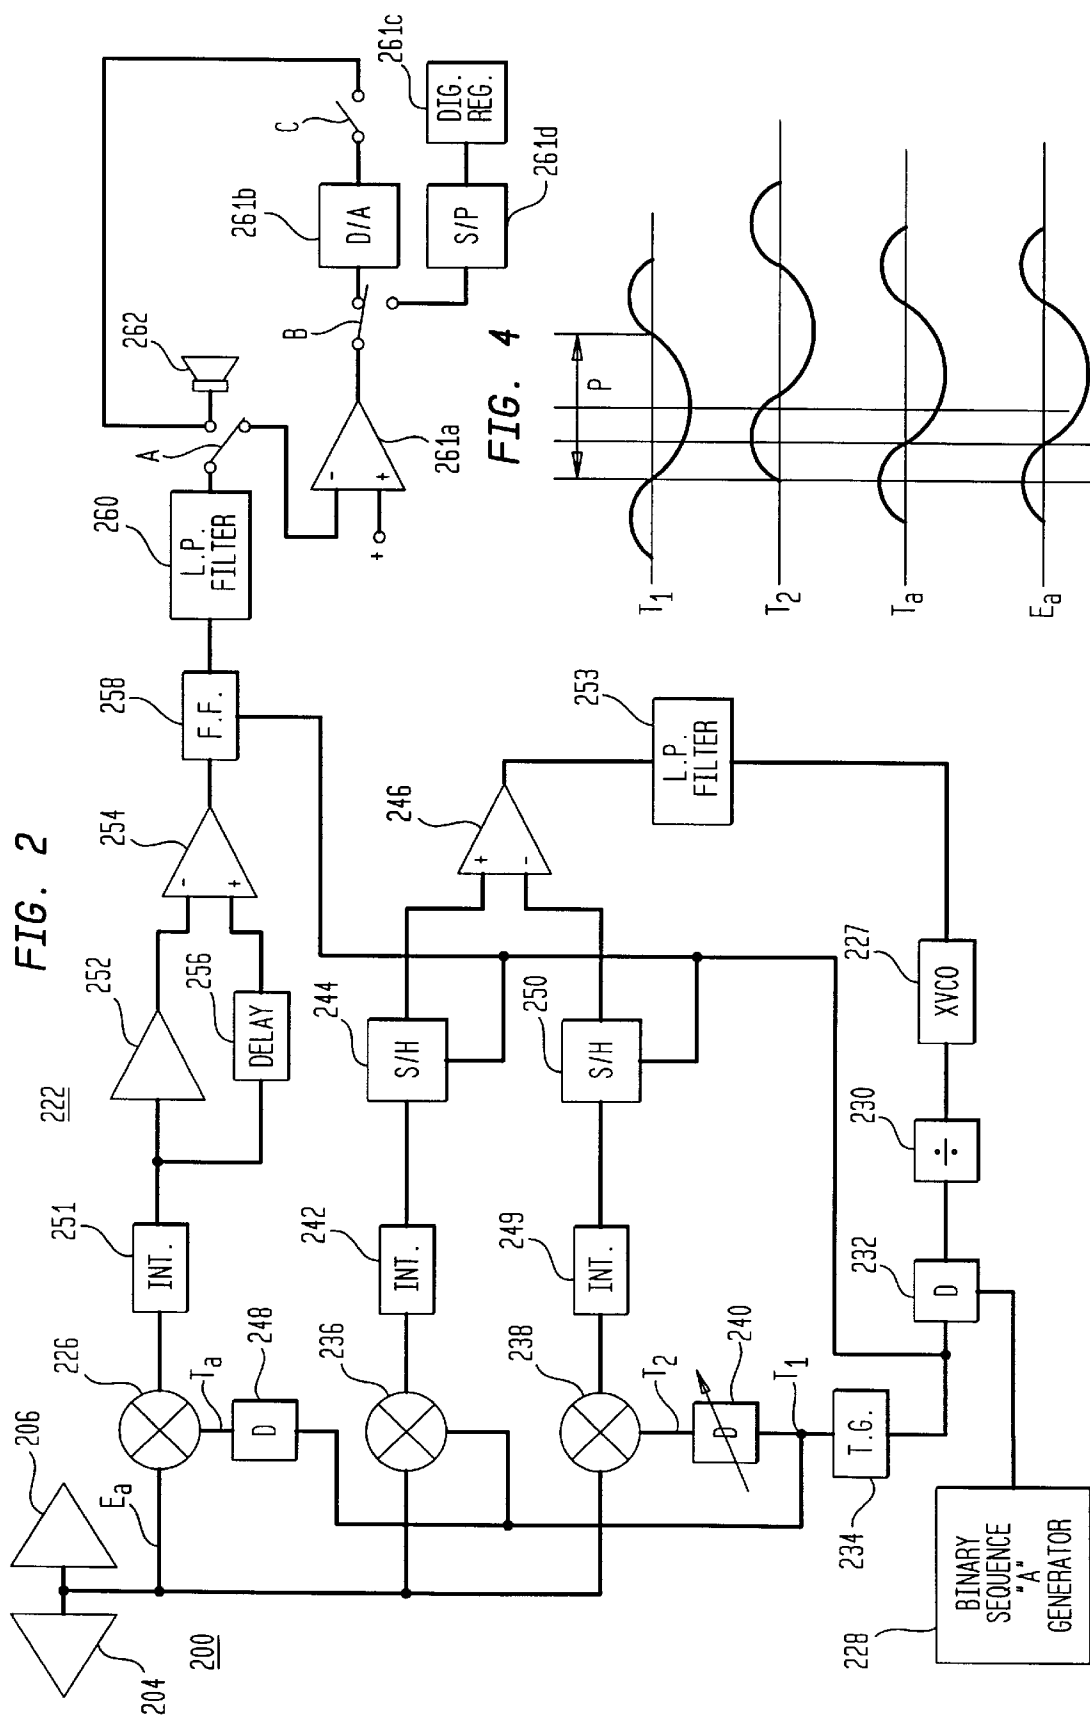 FIG. 2
200
204
206
Ea
226
Ta
248
D
222
251
INT.
252
256
DELAY
254
-
+
258
F.F.
260
L.P.
FILTER
A
262
236
242
INT.
244
S/H
246
+
-
238
249
INT.
250
S/H
T2
240
D
T1
253
L.P.
FILTER
234
T.G.
228
BINARY
SEQUENCE
"A"
GENERATOR
232
D
230
÷
227
XVCO
-
+
+
261a
B
261b
D/A
C
261c
DIG.
REG.
S/P
261d
FIG. 4
P
T1
T2
Ta
Ea